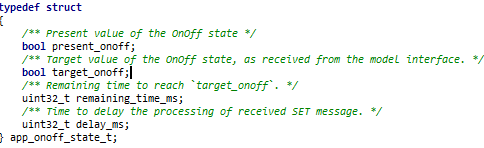 typedef struct
{
    /** Present value of the OnOff state */
    bool present_onoff;
    /** Target value of the OnOff state, as received from the model interface. */
    bool target_onoff;
    /** Remaining time to reach `target_onoff`. */
    uint32_t remaining_time_ms;
    /** Time to delay the processing of received SET message. */
    uint32_t delay_ms;
} app_onoff_state_t;